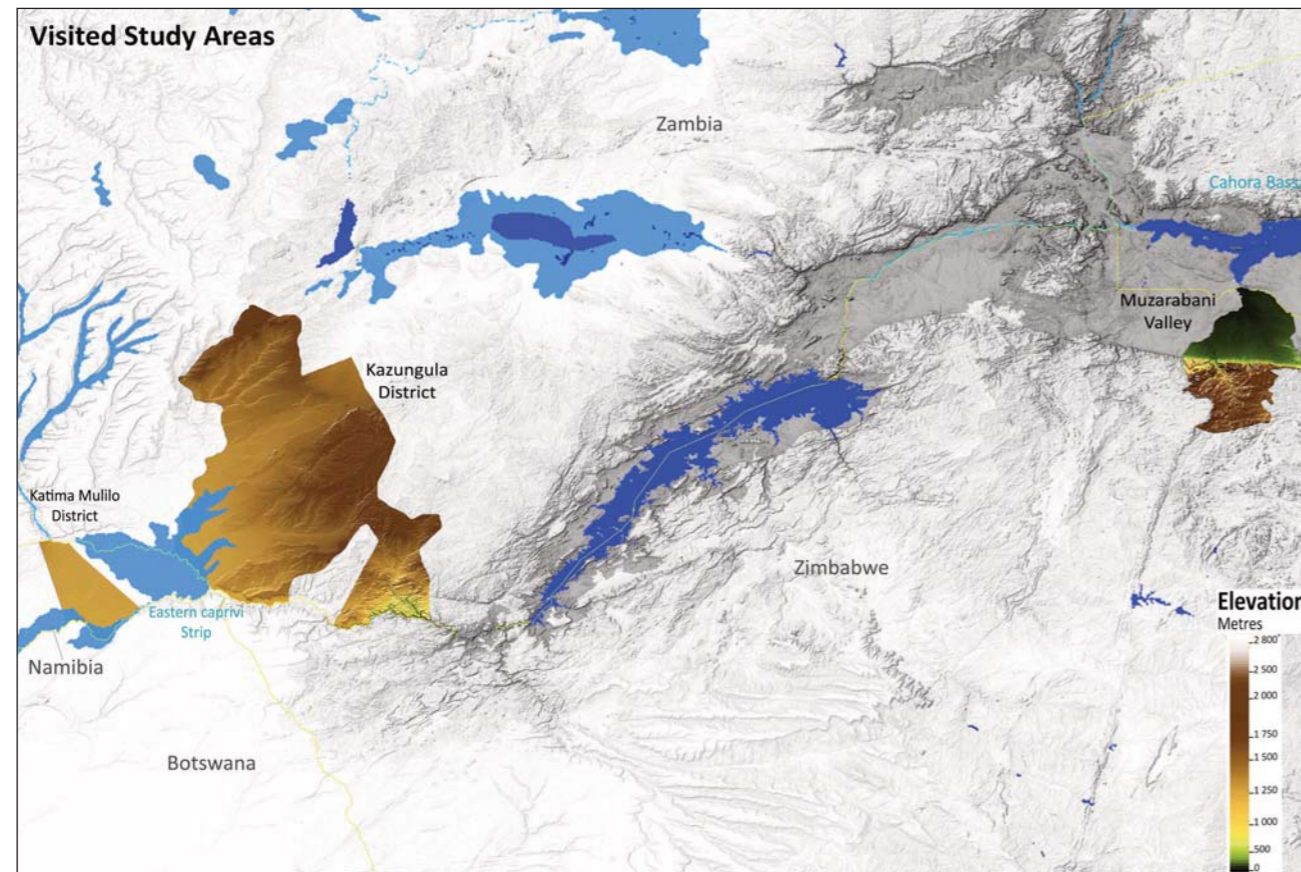 Visited Study Areas
Zambia
Cahora Bass
Muzarabani
Valley
Kazungula
District
Katima Mulilo
District
Zimbabwe
Eastern caprivi
Strip
Namibia
Botswana
Elevation
Metres
2 800
2 500
2 000
1 750
1 500
1 250
1 000
500
0